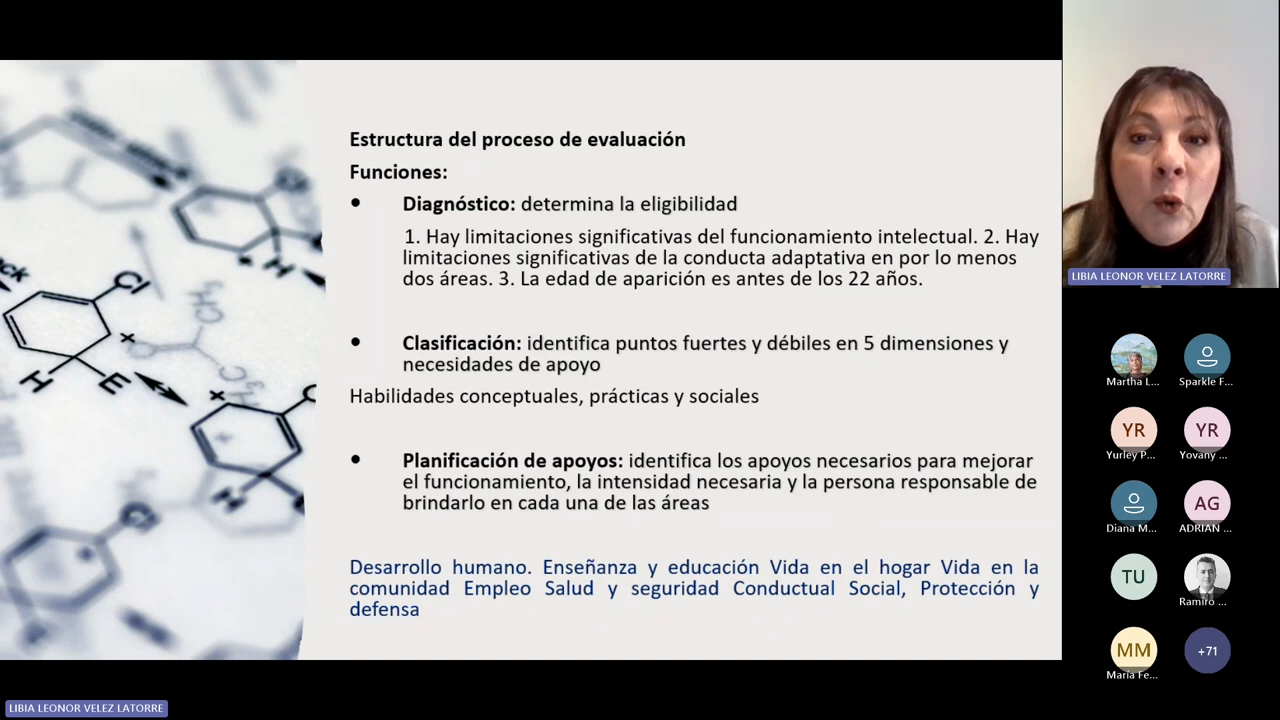 Estructura del proceso de evaluación
Funciones:
• Diagnóstico: determina la eligibilidad
1. Hay limitaciones significativas del funcionamiento intelectual. 2. Hay
limitaciones significativas de la conducta adaptativa en por lo menos
dos áreas. 3. La edad de aparición es antes de los 22 años.
• Clasificación: identifica puntos fuertes y débiles en 5 dimensiones y
necesidades de apoyo
Habilidades conceptuales, prácticas y sociales
• Planificación de apoyos: identifica los apoyos necesarios para mejorar
el funcionamiento, la intensidad necesaria y la persona responsable de
brindarlo en cada una de las áreas
Desarrollo humano. Enseñanza y educación Vida en el hogar Vida en la
comunidad Empleo Salud y seguridad Conductual Social, Protección y
defensa
Cl
CH3
H
E
H
LIBIA LEONOR VELEZ LATORRE
Martha L...
Sparkle F...
YR
YR
Yurley P...
Yovany ...
AG
Diana M...
ADRIAN ...
TU
Ramiro ...
MM
+71
Maria Fe...
LIBIA LEONOR VELEZ LATORRE